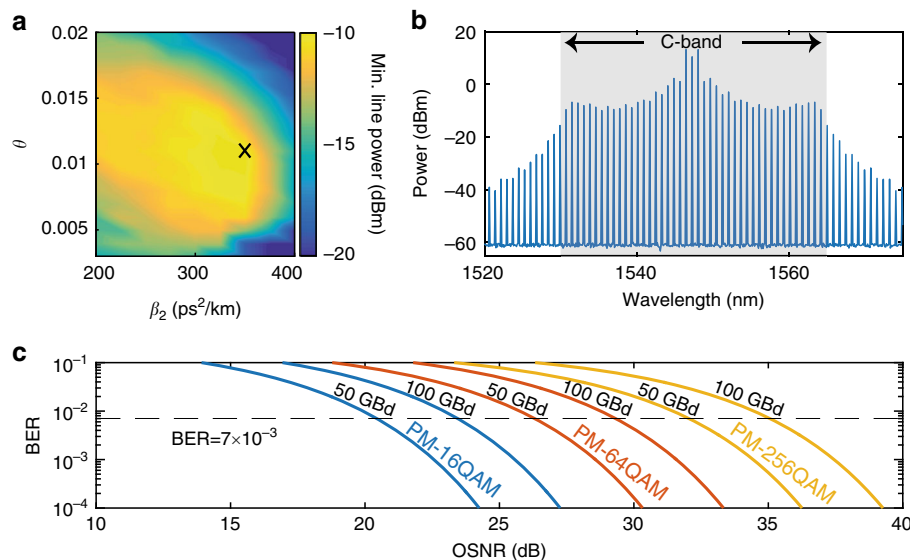 a
0.02
0.015
0.01
0.005
θ
200
300
400
β₂ (ps²/km)
−10
−15
−20
Min. line power (dBm)
b
20
0
−20
−40
−60
Power (dBm)
C-band
1520
1540
1560
Wavelength (nm)
c
10⁻¹
10⁻²
10⁻³
10⁻⁴
BER
BER=7×10⁻³
50 GBd
100 GBd
50 GBd
100 GBd
50 GBd
100 GBd
PM-16QAM
PM-64QAM
PM-256QAM
10
15
20
25
30
35
40
OSNR (dB)